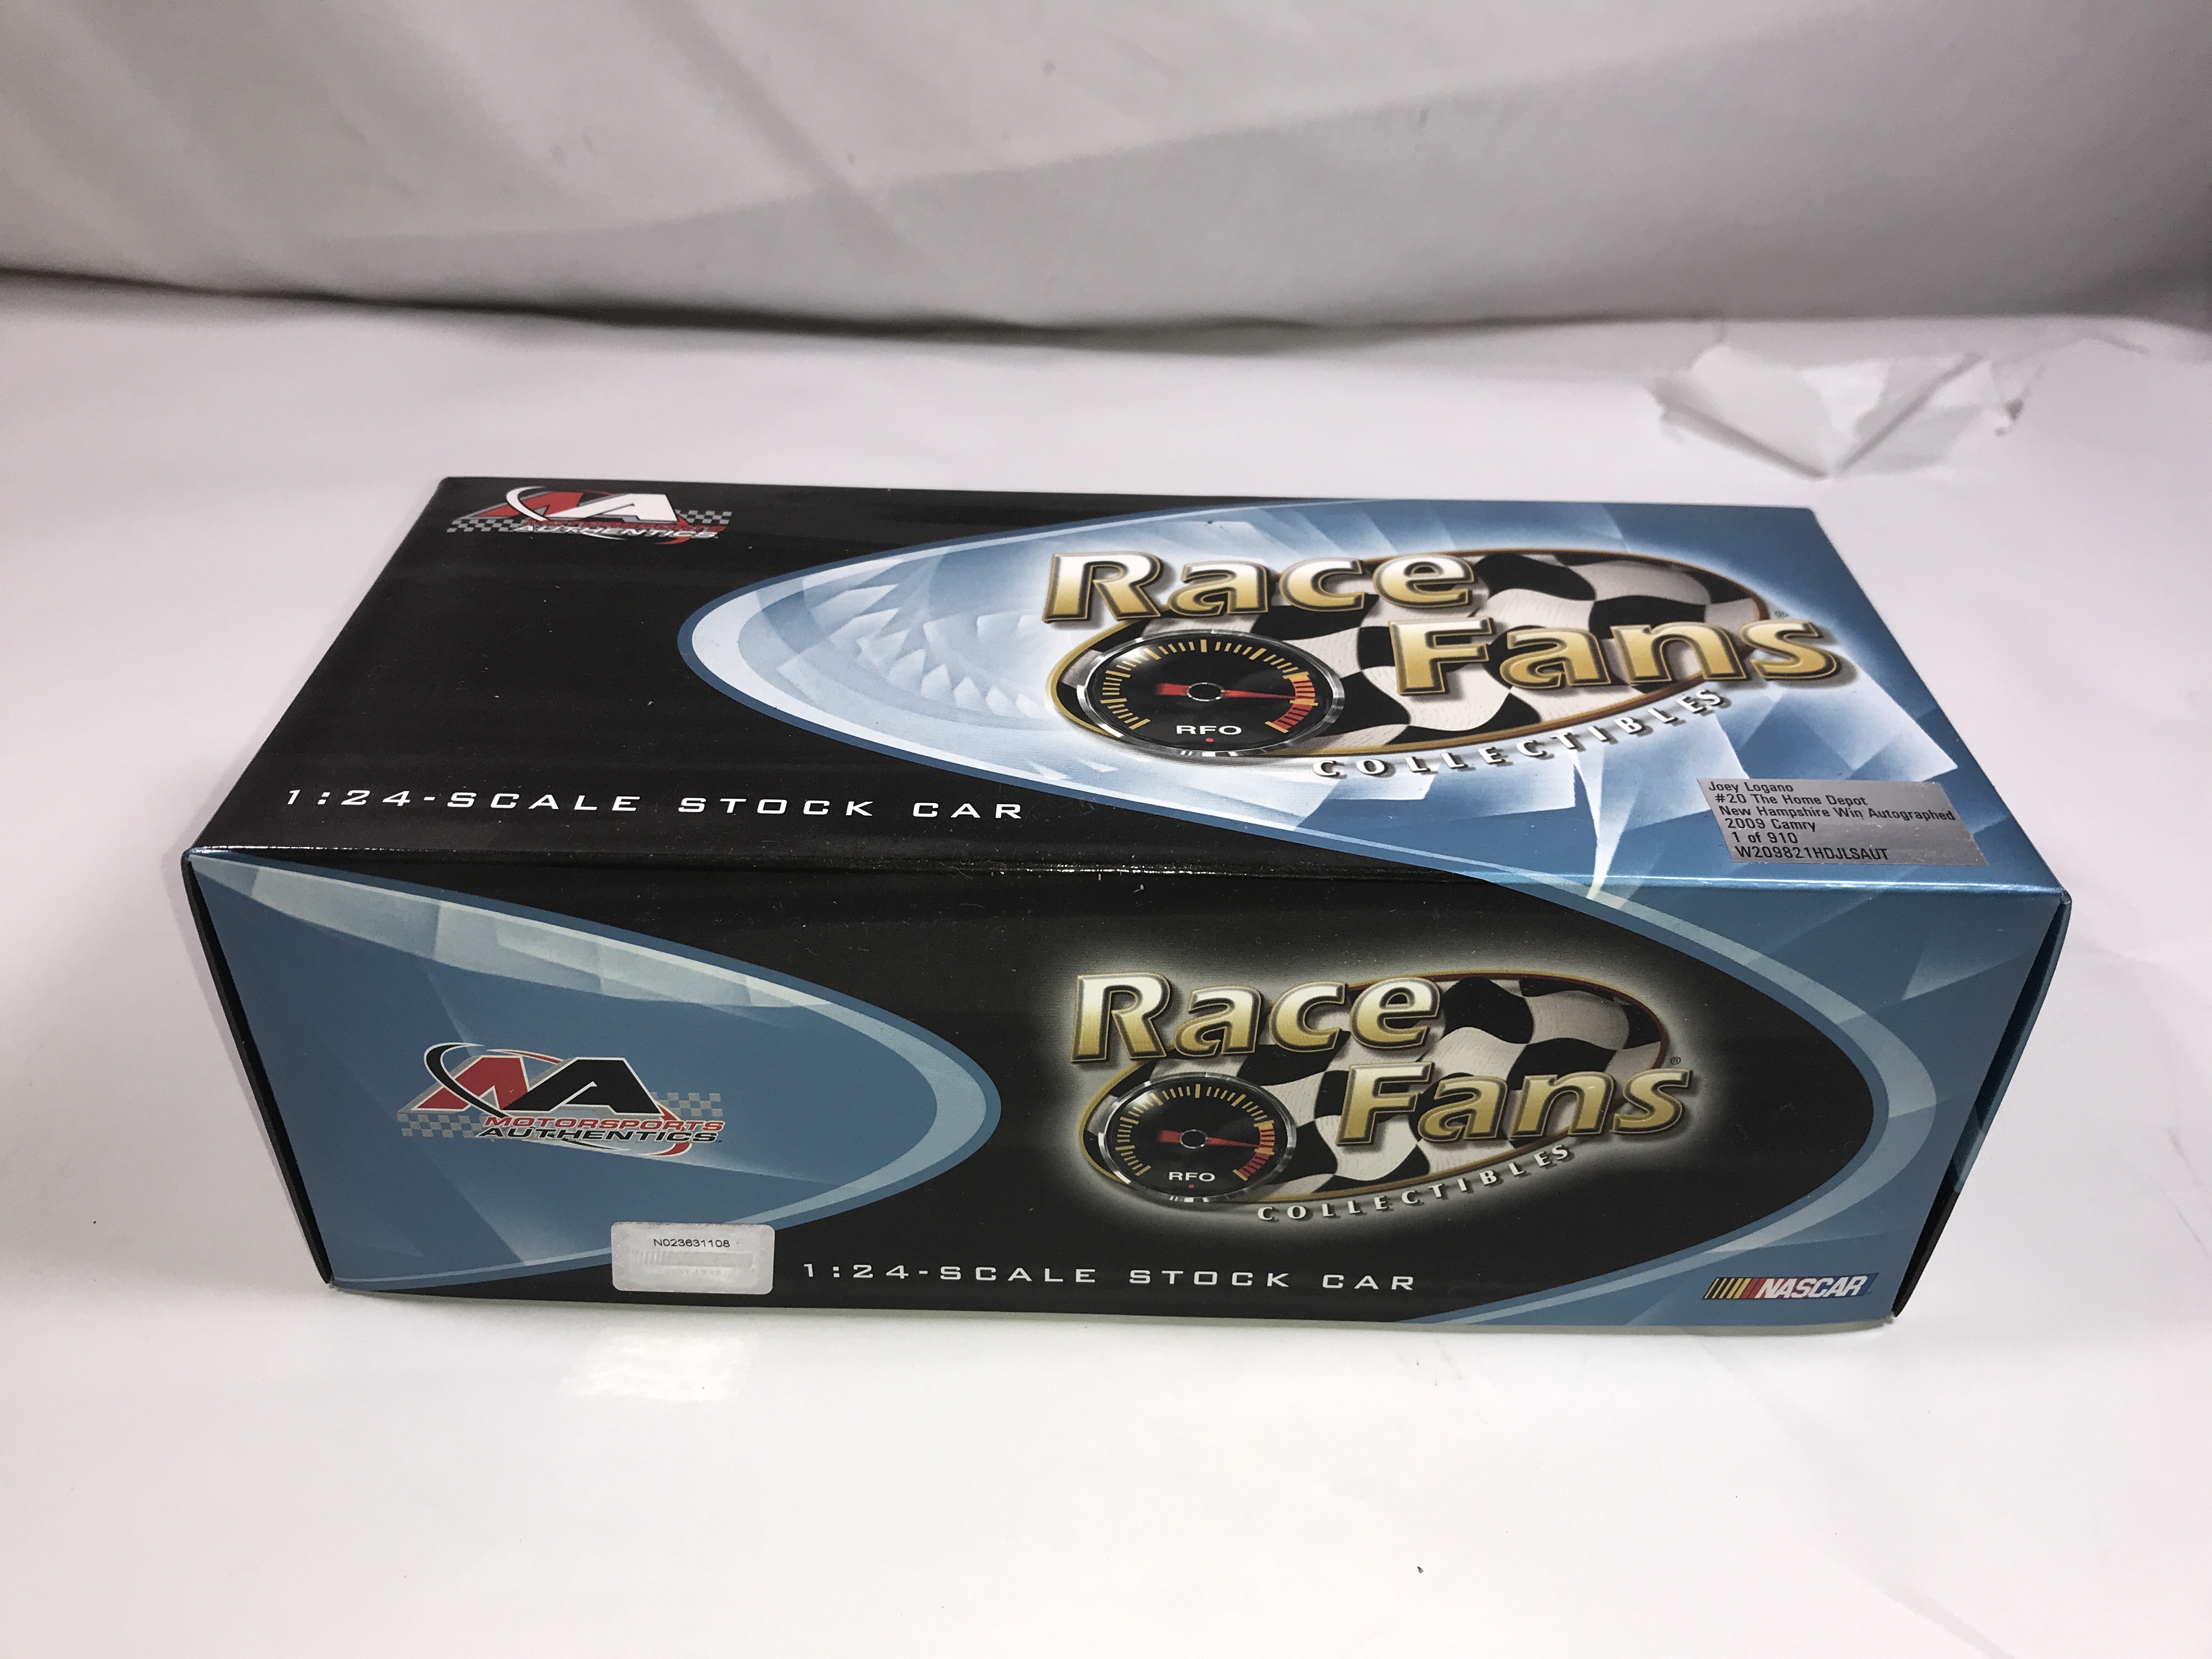 MA
MOTORSPORTS
AUTHENTICS
Race
Fans
®
RFO
COLLECTIBLES
1:24-SCALE STOCK CAR
Joey Logano
#20 The Home Depot
New Hampshire Win Autographed
2009 Camry
1 of 910
W209821HDJLSAUT
MA
MOTORSPORTS
AUTHENTICS
Race
Fans
®
RFO
COLLECTIBLES
N023631108
1:24-SCALE STOCK CAR
NASCAR